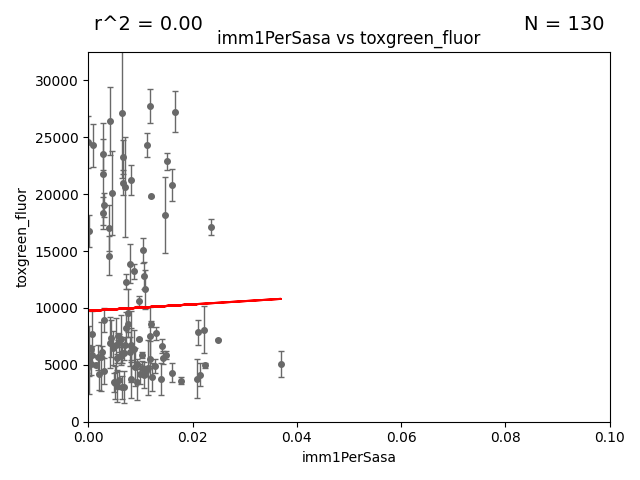 r^2 = 0.00
N = 130
imm1PerSasa vs toxgreen_fluor
30000
25000
20000
15000
10000
5000
0
toxgreen_fluor
0.00
0.02
0.04
0.06
0.08
0.10
imm1PerSasa